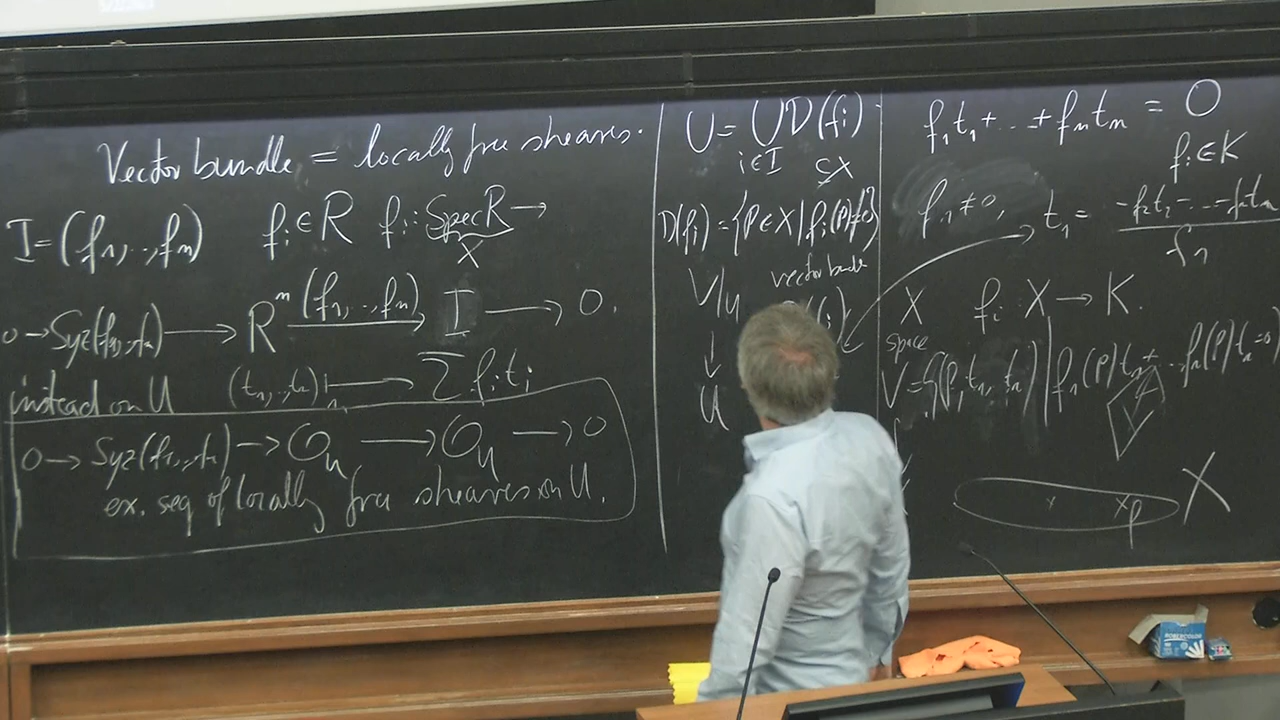 Vector bundle = locally free sheaves.
I = (f₁, .., fₙ)  fᵢ ∈ R  fᵢ : Spec R →
X
0 → Syz(f₁, fₙ) → Rⁿ (f₁, .., fₙ) → I → 0.
(t₁, .., tₙ) ↦ Σ fᵢtᵢ
instead on U
0 → Syz(f₁, .., fₙ) → O_U → O_U → 0
ex. seq of locally free sheaves on U.
U = ∪ D(fᵢ)
i∈I ⊆X
D(fᵢ) = {P∈X | fᵢ(P)≠0}
V/U vector bundle
↓
U
f₁t₁ + .. + fₙtₙ = 0
fᵢ ∈ K
f₁ ≠ 0, t₁ = (-f₂t₂ - .. - fₙtₙ) / f₁
X  fᵢ : X → K.
space
V = {(P, t₁, tₙ) | f₁(P)t₁ + .. fₙ(P)tₙ = 0}
P X
POWERCOLOR